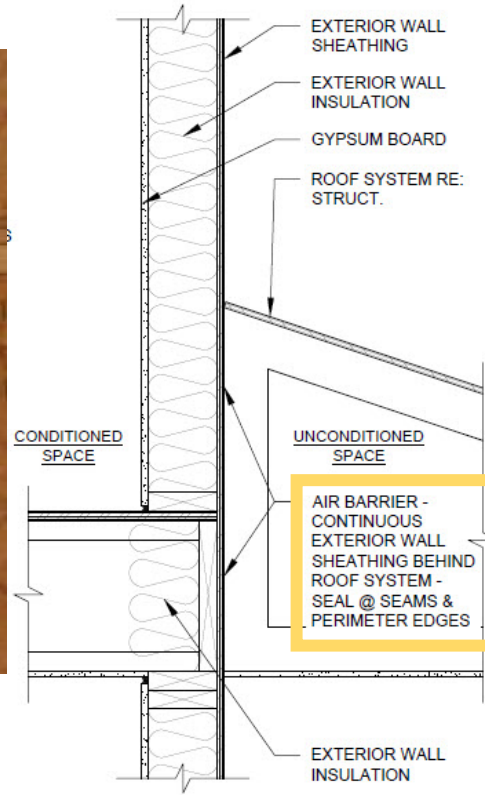 EXTERIOR WALL
SHEATHING
EXTERIOR WALL
INSULATION
GYPSUM BOARD
ROOF SYSTEM RE:
STRUCT.
CONDITIONED
SPACE
UNCONDITIONED
SPACE
AIR BARRIER -
CONTINUOUS
EXTERIOR WALL
SHEATHING BEHIND
ROOF SYSTEM -
SEAL @ SEAMS &
PERIMETER EDGES
EXTERIOR WALL
INSULATION